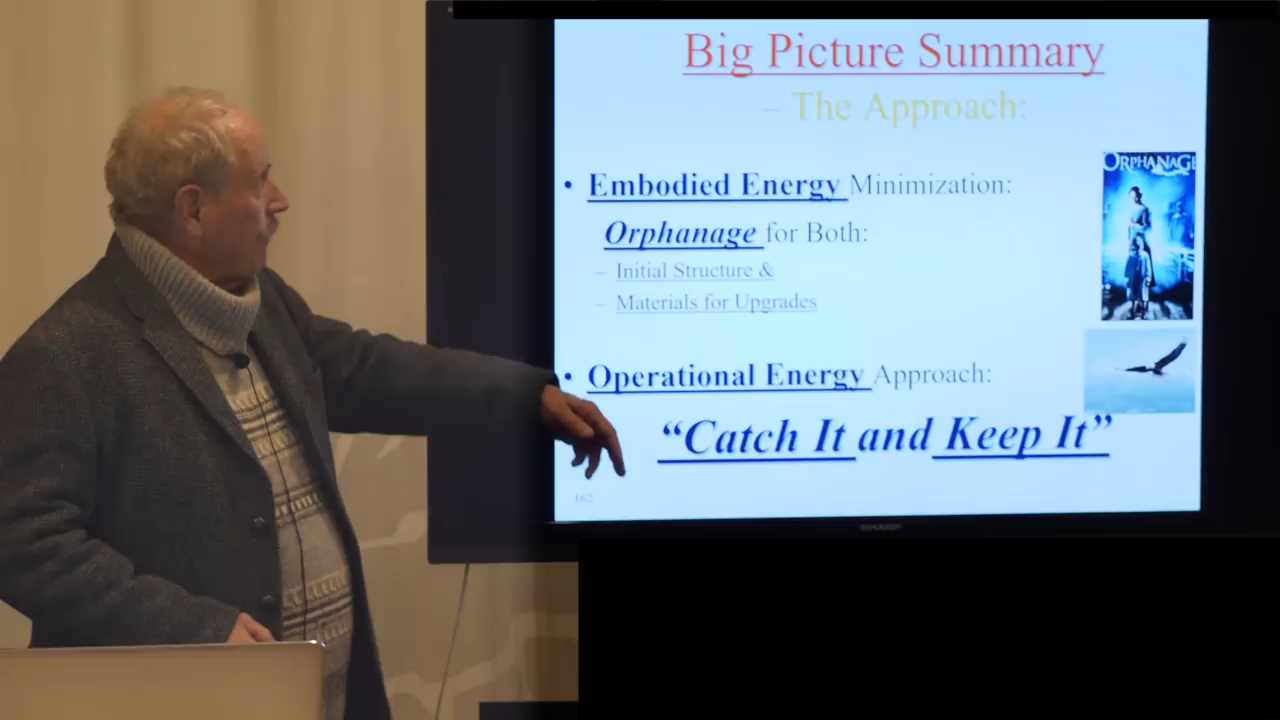 Big Picture Summary
– The Approach:
• Embodied Energy Minimization:
Orphanage for Both:
– Initial Structure &
– Materials for Upgrades
• Operational Energy Approach:
"Catch It and Keep It"
162
ORPHANAGE
SHARP